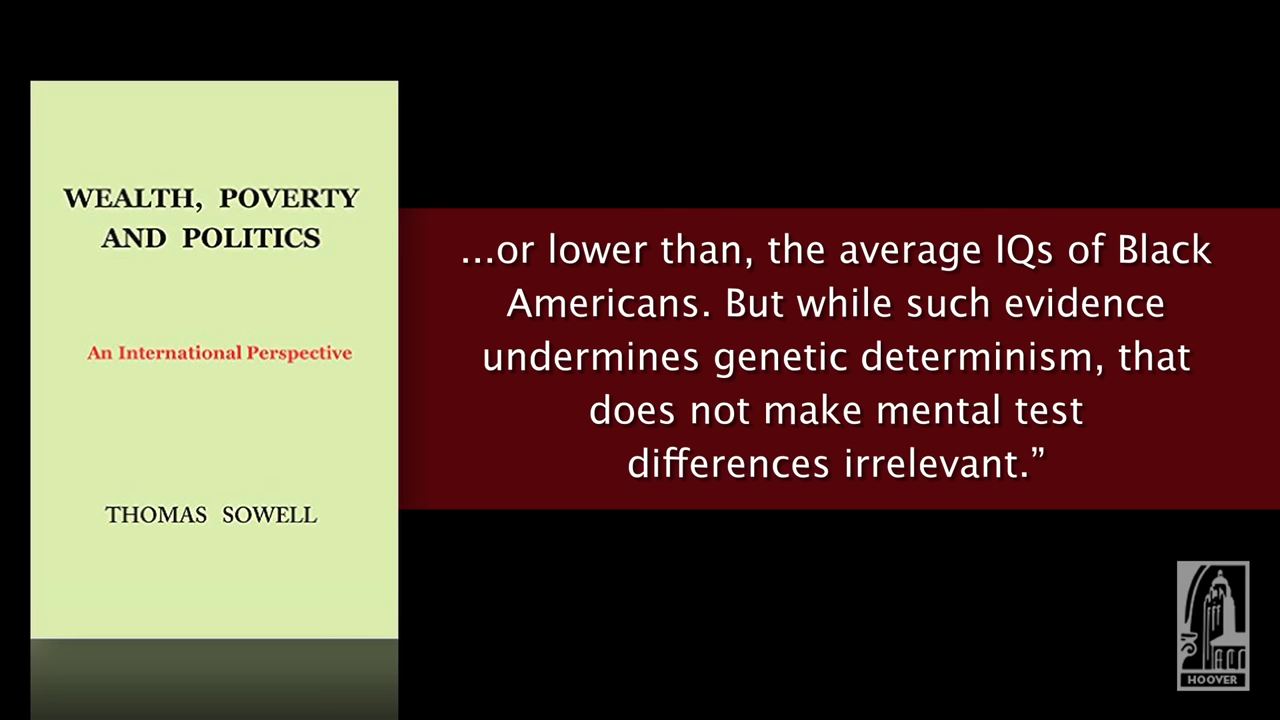 WEALTH, POVERTY
AND POLITICS
An International Perspective
THOMAS SOWELL
...or lower than, the average IQs of Black
Americans. But while such evidence
undermines genetic determinism, that
does not make mental test
differences irrelevant.”
HOOVER